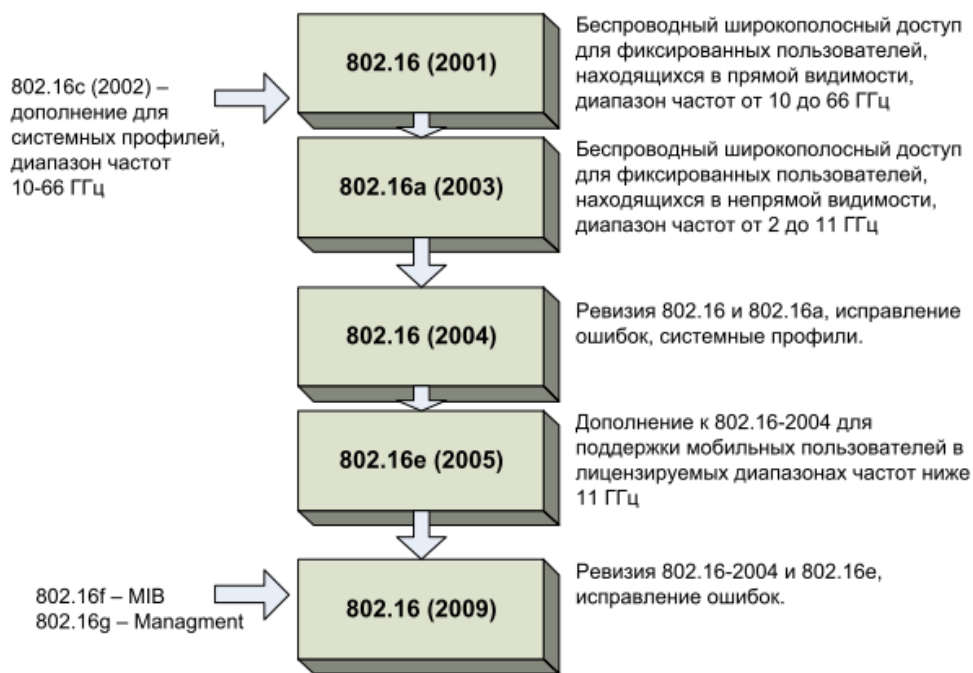 802.16 (2001)
Беспроводный широкополосный доступ
для фиксированных пользователей,
находящихся в прямой видимости,
диапазон частот от 10 до 66 ГГц
802.16c (2002) –
дополнение для
системных профилей,
диапазон частот
10-66 ГГц
802.16a (2003)
Беспроводный широкополосный доступ
для фиксированных пользователей,
находящихся в непрямой видимости,
диапазон частот от 2 до 11 ГГц
802.16 (2004)
Ревизия 802.16 и 802.16a, исправление
ошибок, системные профили.
802.16e (2005)
Дополнение к 802.16-2004 для
поддержки мобильных пользователей в
лицензируемых диапазонах частот ниже
11 ГГц
802.16f – MIB
802.16g – Managment
802.16 (2009)
Ревизия 802.16-2004 и 802.16e,
исправление ошибок.